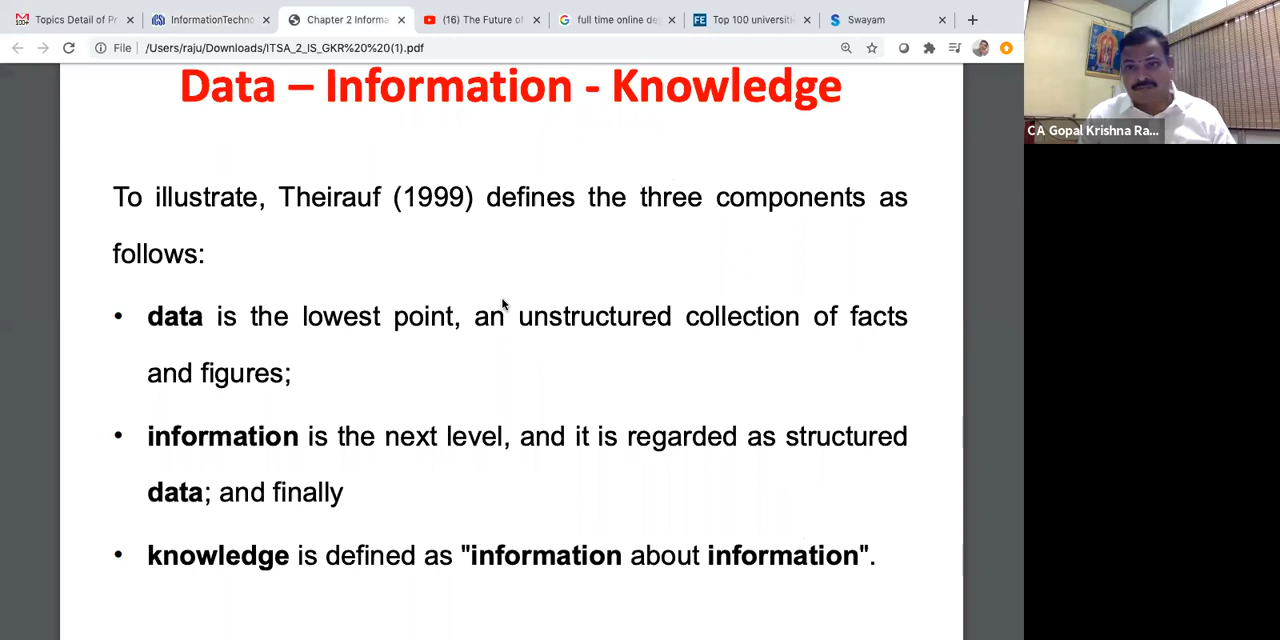 100+
Topics Detail of Pr
InformationTechno
Chapter 2 Informa
(16) The Future of
full time online de
FE
Top 100 universiti
S
Swayam
File
/Users/raju/Downloads/ITSA_2_IS_GKR%20%20(1).pdf
Data – Information - Knowledge
To illustrate, Theirauf (1999) defines the three components as
follows:
• data is the lowest point, an unstructured collection of facts
and figures;
• information is the next level, and it is regarded as structured
data; and finally
• knowledge is defined as "information about information".
C A Gopal Krishna Ra...